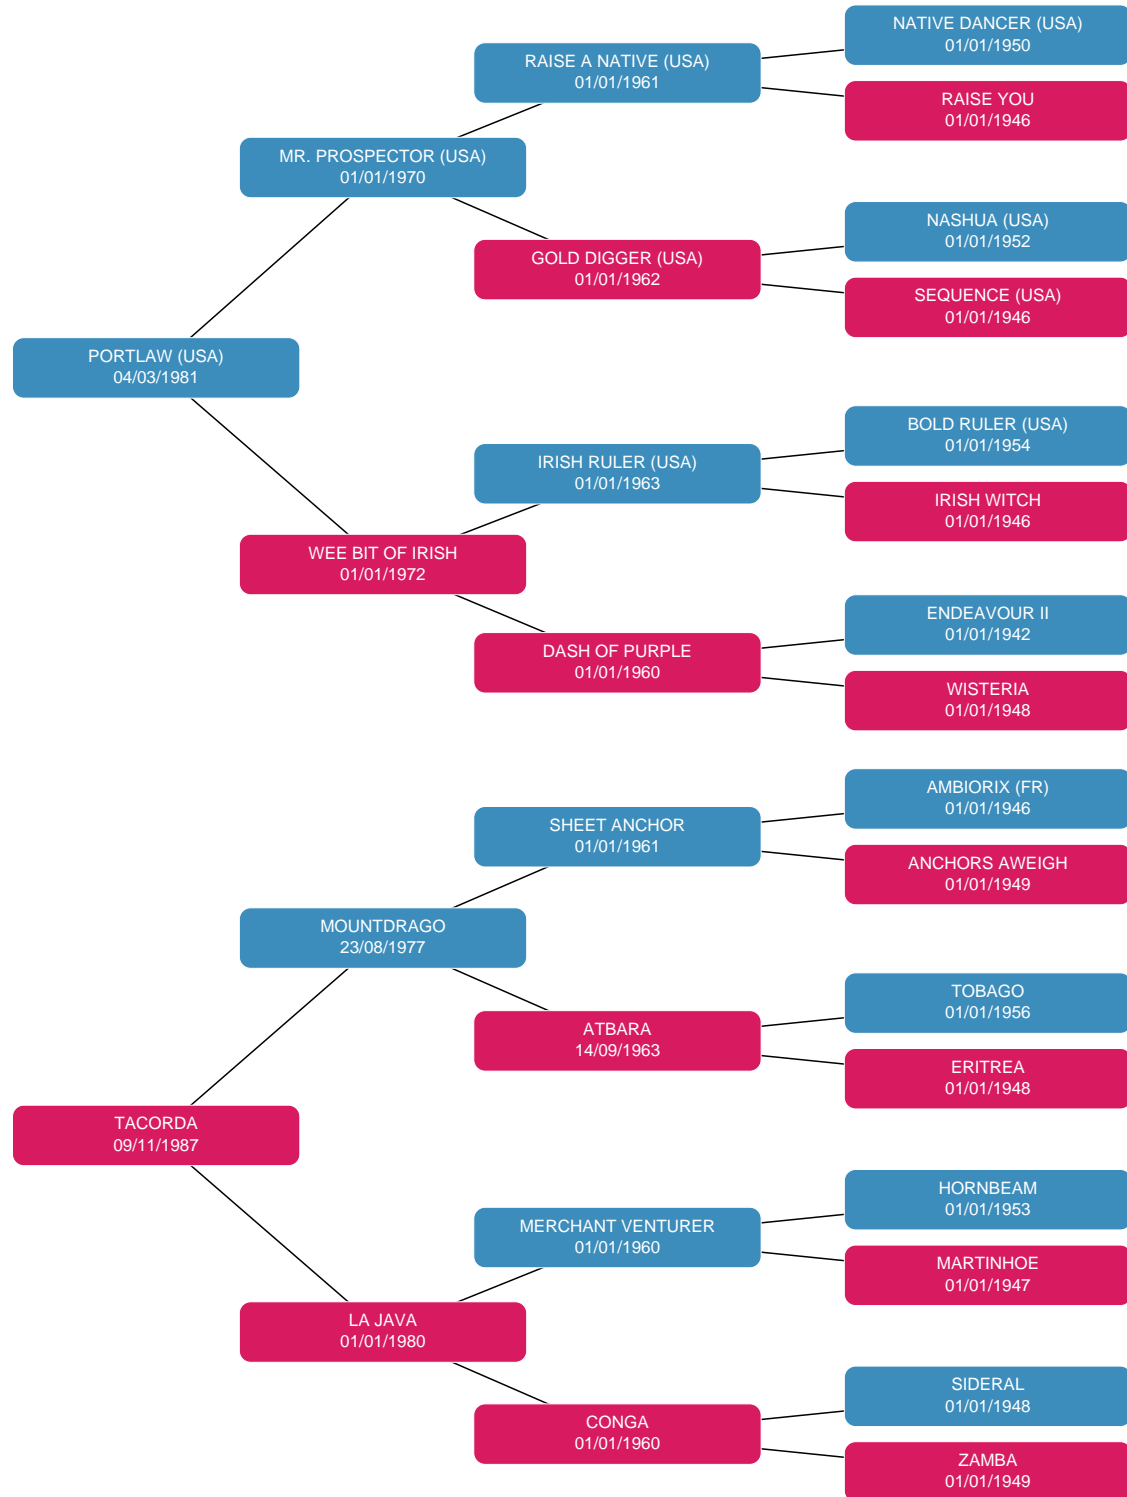 NATIVE DANCER (USA)
01/01/1950
RAISE A NATIVE (USA)
01/01/1961
RAISE YOU
01/01/1946
MR. PROSPECTOR (USA)
01/01/1970
NASHUA (USA)
01/01/1952
GOLD DIGGER (USA)
01/01/1962
SEQUENCE (USA)
01/01/1946
PORTLAW (USA)
04/03/1981
BOLD RULER (USA)
01/01/1954
IRISH RULER (USA)
01/01/1963
IRISH WITCH
01/01/1946
WEE BIT OF IRISH
01/01/1972
ENDEAVOUR II
01/01/1942
DASH OF PURPLE
01/01/1960
WISTERIA
01/01/1948
AMBIORIX (FR)
01/01/1946
SHEET ANCHOR
01/01/1961
ANCHORS AWEIGH
01/01/1949
MOUNTDRAGO
23/08/1977
TOBAGO
01/01/1956
ATBARA
14/09/1963
ERITREA
01/01/1948
TACORDA
09/11/1987
HORNBEAM
01/01/1953
MERCHANT VENTURER
01/01/1960
MARTINHOE
01/01/1947
LA JAVA
01/01/1980
SIDERAL
01/01/1948
CONGA
01/01/1960
ZAMBA
01/01/1949